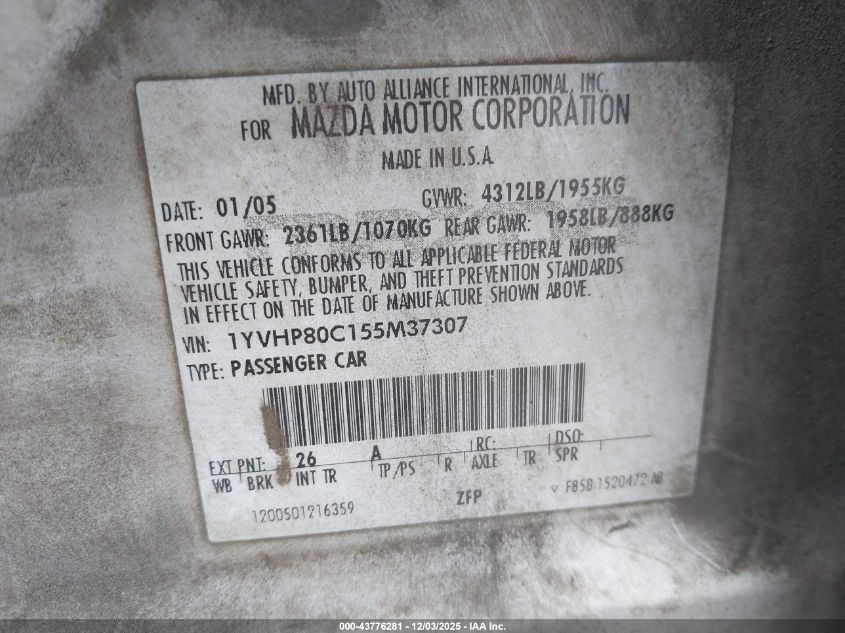 MFD. BY AUTO ALLIANCE INTERNATIONAL, INC.
FOR MAZDA MOTOR CORPORATION
MADE IN U.S.A
DATE: 01/05 GVWR: 4312LB/1955KG
FRONT GAWR: 2361LB/1070KG REAR GAWR: 1958LB/888KG
THIS VEHICLE CONFORMS TO ALL APPLICABLE FEDERAL MOTOR
VEHICLE SAFETY, BUMPER, AND THEFT PREVENTION STANDARDS
IN EFFECT ON THE DATE OF MANUFACTURE SHOWN ABOVE.
VIN: 1YVHP80C155M37307
TYPE: PASSENGER CAR
EXT PNT: 26 A RC: DSO:
WB BRK INT TR TP/PS R AXLE TR SPR
1200501216359 ZFP F85B 1520472 AB
000-43776281 - 12/03/2025 - IAA Inc.